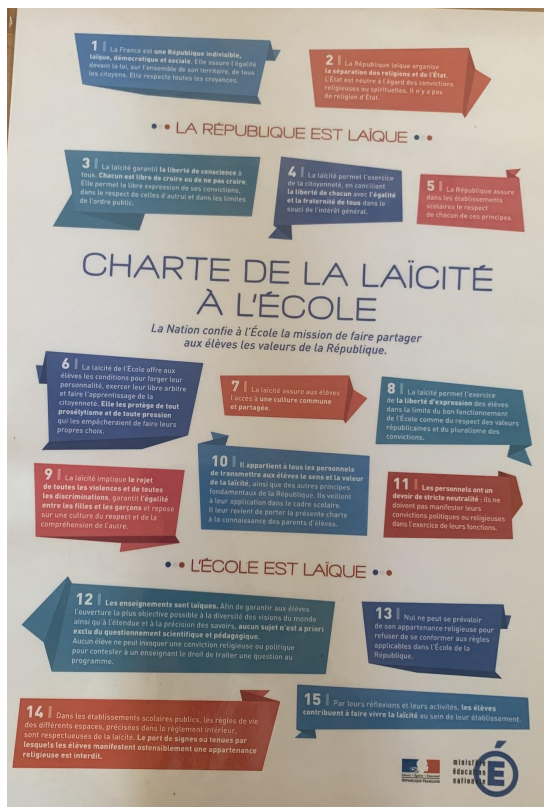 1 | La France est une République indivisible,
laïque, démocratique et sociale. Elle assure l'égalité
devant la loi, sur l'ensemble de son territoire, de tous
les citoyens. Elle respecte toutes les croyances.
2 | La République laïque organise
la séparation des religions et de l'État.
L'État est neutre à l'égard des convictions
religieuses ou spirituelles. Il n'y a pas
de religion d'État.
LA RÉPUBLIQUE EST LAÏQUE
3 | La laïcité garantit la liberté de conscience à
tous. Chacun est libre de croire ou de ne pas croire.
Elle permet la libre expression de ses convictions,
dans le respect de celles d'autrui et dans les limites
de l'ordre public.
4 | La laïcité permet l'exercice
de la citoyenneté, en conciliant
la liberté de chacun avec l'égalité
et la fraternité de tous dans le
souci de l'intérêt général.
5 | La République assure
dans les établissements
scolaires le respect
de chacun de ces principes.
CHARTE DE LA LAÏCITÉ
À L'ÉCOLE
La Nation confie à l'École la mission de faire partager
aux élèves les valeurs de la République.
6 | La laïcité de l'École offre aux
élèves les conditions pour forger leur
personnalité, exercer leur libre arbitre
et faire l'apprentissage de la
citoyenneté. Elle les protège de tout
prosélytisme et de toute pression
qui les empêcheraient de faire leurs
propres choix.
7 | La laïcité assure aux élèves
l'accès à une culture commune
et partagée.
8 | La laïcité permet l'exercice
de la liberté d'expression des élèves
dans la limite du bon fonctionnement
de l'École comme du respect des valeurs
républicaines et du pluralisme des
convictions.
9 | La laïcité implique le rejet
de toutes les violences et de toutes
les discriminations, garantit l'égalité
entre les filles et les garçons et repose
sur une culture du respect et de la
compréhension de l'autre.
10 | Il appartient à tous les personnels
de transmettre aux élèves le sens et la valeur
de la laïcité, ainsi que des autres principes
fondamentaux de la République. Ils veillent
à leur application dans le cadre scolaire.
Il leur revient de porter la présente charte
à la connaissance des parents d'élèves.
11 | Les personnels ont un
devoir de stricte neutralité : ils ne
doivent pas manifester leurs
convictions politiques ou religieuses
dans l'exercice de leurs fonctions.
L'ÉCOLE EST LAÏQUE
12 | Les enseignements sont laïques. Afin de garantir aux élèves
l'ouverture la plus objective possible à la diversité des visions du monde
ainsi qu'à l'étendue et à la précision des savoirs, aucun sujet n'est a priori
exclu du questionnement scientifique et pédagogique.
Aucun élève ne peut invoquer une conviction religieuse ou politique
pour contester à un enseignant le droit de traiter une question au
programme.
13 | Nul ne peut se prévaloir
de son appartenance religieuse pour
refuser de se conformer aux règles
applicables dans l'École de la
République.
14 | Dans les établissements scolaires publics, les règles de vie
des différents espaces, précisées dans le règlement intérieur,
sont respectueuses de la laïcité. Le port de signes ou tenues par
lesquels les élèves manifestent ostensiblement une appartenance
religieuse est interdit.
15 | Par leurs réflexions et leurs activités, les élèves
contribuent à faire vivre la laïcité au sein de leur établissement.
Liberté • Égalité • Fraternité
RÉPUBLIQUE FRANÇAISE
ministère
éducation
nationale
É